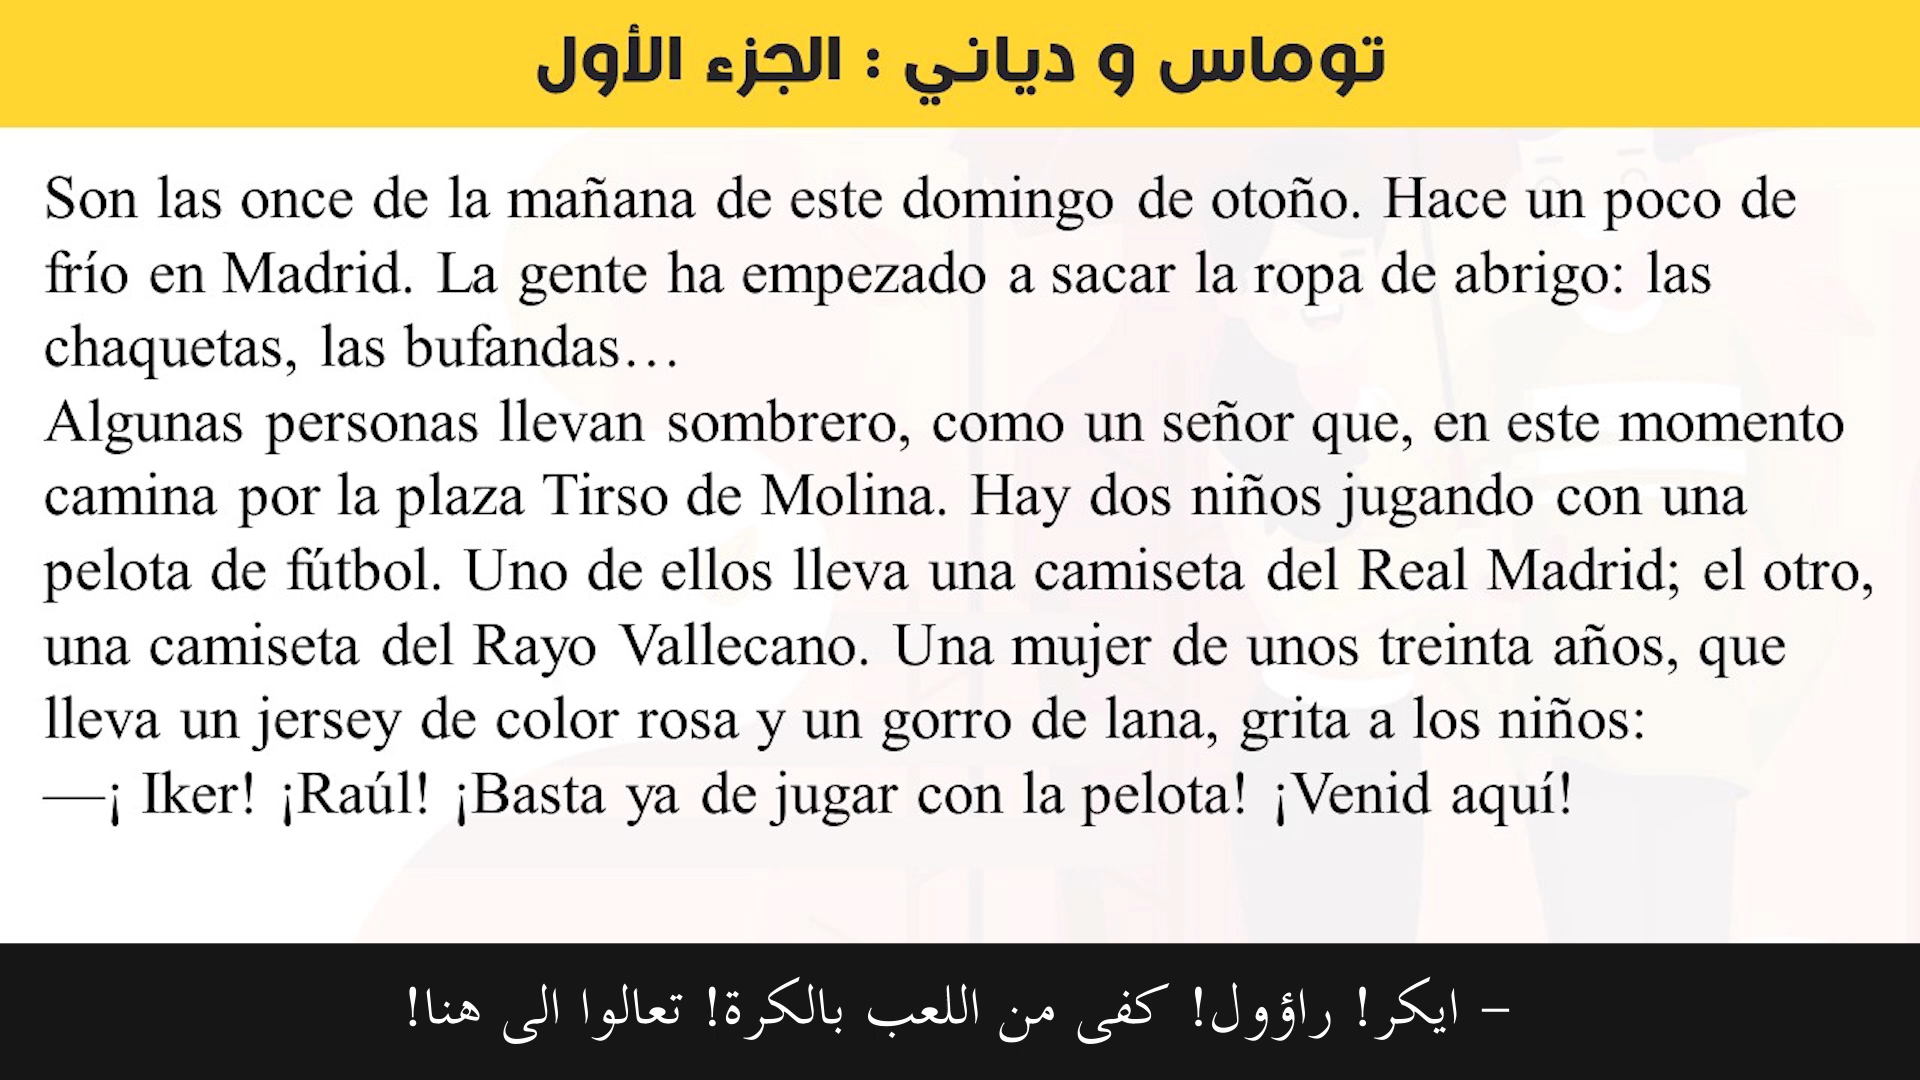 توماس و دياني : الجزء الأول
Son las once de la mañana de este domingo de otoño. Hace un poco de
frío en Madrid. La gente ha empezado a sacar la ropa de abrigo: las
chaquetas, las bufandas…
Algunas personas llevan sombrero, como un señor que, en este momento
camina por la plaza Tirso de Molina. Hay dos niños jugando con una
pelota de fútbol. Uno de ellos lleva una camiseta del Real Madrid; el otro,
una camiseta del Rayo Vallecano. Una mujer de unos treinta años, que
lleva un jersey de color rosa y un gorro de lana, grita a los niños:
—¡ Iker! ¡Raúl! ¡Basta ya de jugar con la pelota! ¡Venid aquí!
– ايكر! راؤول! كفى من اللعب بالكرة! تعالوا الى هنا!